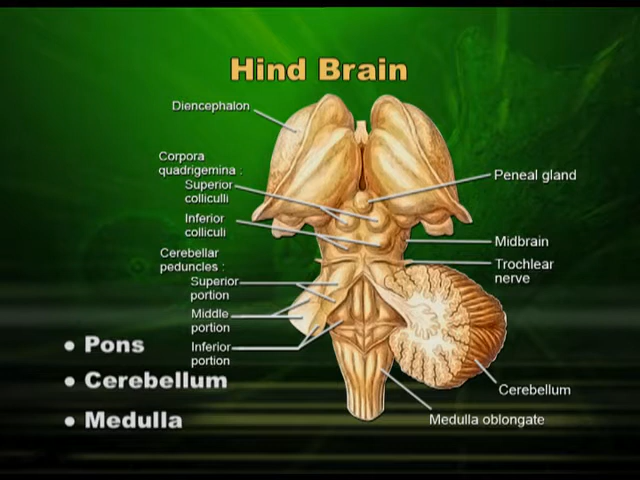 Hind Brain
Diencephalon
Corpora
quadrigemina :
Superior
colliculli
Inferior
colliculi
Cerebellar
peduncles :
Superior
portion
Middle
portion
Inferior
portion
Peneal gland
Midbrain
Trochlear
nerve
Cerebellum
Medulla oblongate
• Pons
• Cerebellum
• Medulla